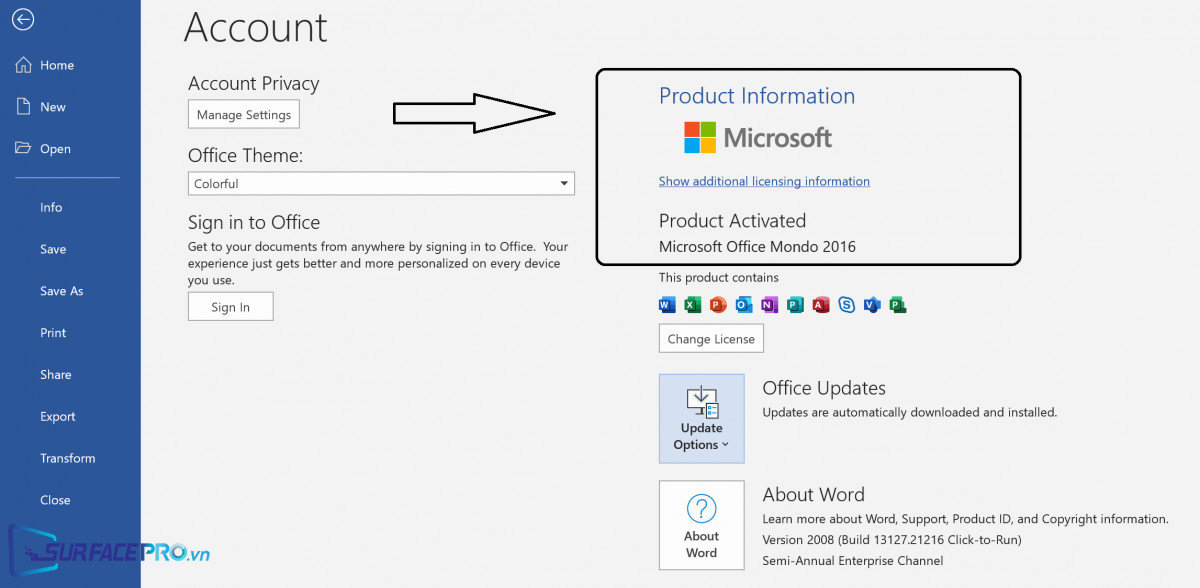 Account
Home
New
Open
Info
Save
Save As
Print
Share
Export
Transform
Close
Account Privacy
Manage Settings
Office Theme:
Colorful
Sign in to Office
Get to your documents from anywhere by signing in to Office. Your
experience just gets better and more personalized on every device
you use.
Sign In
Product Information
Microsoft
Show additional licensing information
Product Activated
Microsoft Office Mondo 2016
This product contains
W X P O N P A S V P
Change License
Update
Options
Office Updates
Updates are automatically downloaded and installed.
?
About
Word
About Word
Learn more about Word, Support, Product ID, and Copyright information.
Version 2008 (Build 13127.21216 Click-to-Run)
Semi-Annual Enterprise Channel
SURFACEPRO.vn